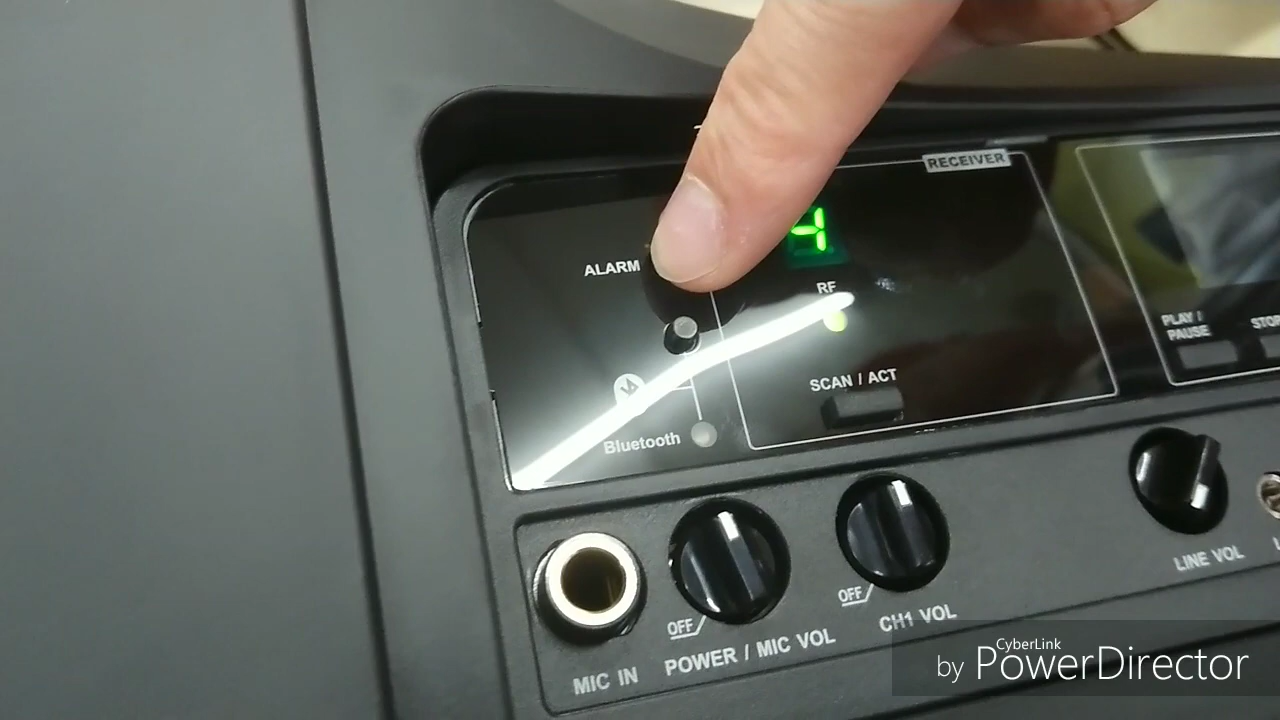 RECEIVER
ALARM
4
RF
PLAY /
PAUSE
SCAN / ACT
Bluetooth
LINE VOL
OFF
OFF
CH1 VOL
POWER / MIC VOL
MIC IN
CyberLink
by PowerDirector